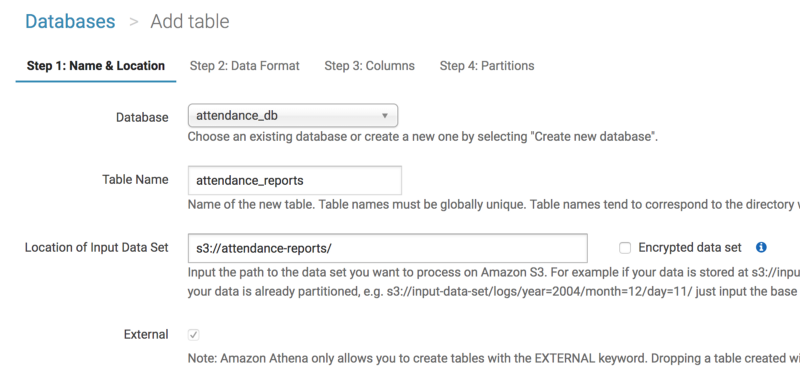 Databases > Add table
Step 1: Name & Location Step 2: Data Format Step 3: Columns Step 4: Partitions
Database attendance_db
Choose an existing database or create a new one by selecting "Create new database".
Table Name attendance_reports
Name of the new table. Table names must be globally unique. Table names tend to correspond to the directory
Location of Input Data Set s3://attendance-reports/ Encrypted data set
Input the path to the data set you want to process on Amazon S3. For example if your data is stored at s3://inpu
your data is already partitioned, e.g. s3://input-data-set/logs/year=2004/month=12/day=11/ just input the base
External
Note: Amazon Athena only allows you to create tables with the EXTERNAL keyword. Dropping a table created wi